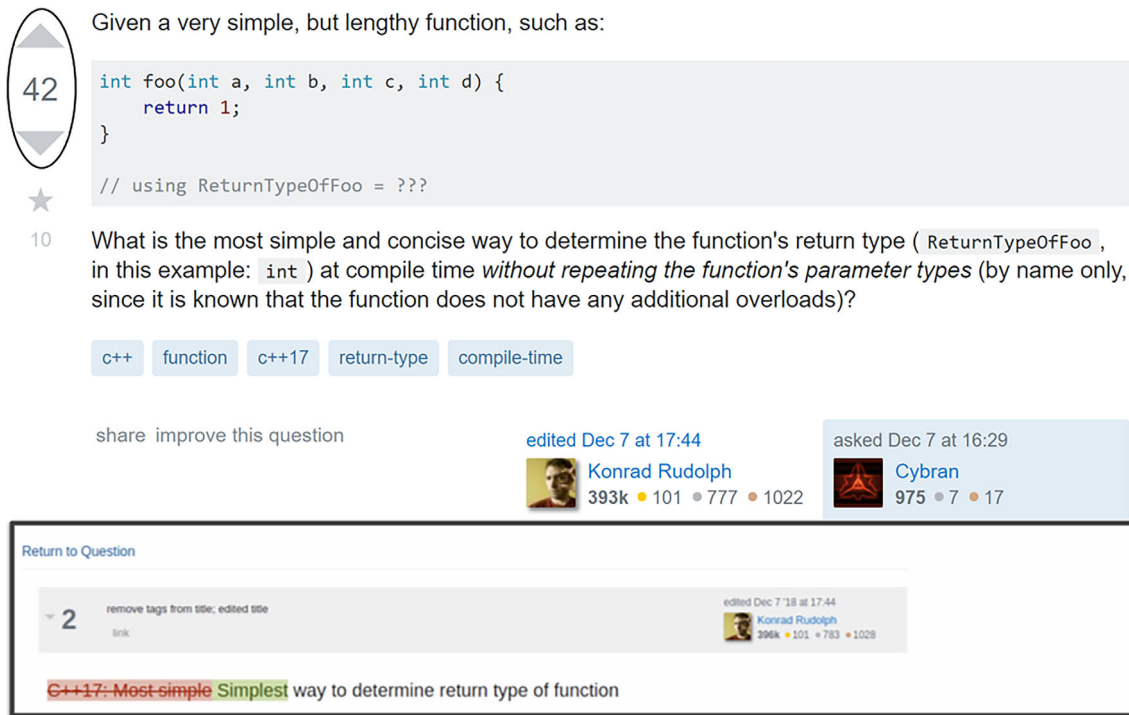 Given a very simple, but lengthy function, such as:
42
int foo(int a, int b, int c, int d) {
return 1;
}
// using ReturnTypeOfFoo = ???
10
What is the most simple and concise way to determine the function's return type ( ReturnTypeOfFoo ,
in this example: int ) at compile time without repeating the function's parameter types (by name only,
since it is known that the function does not have any additional overloads)?
c++ function c++17 return-type compile-time
share improve this question
edited Dec 7 at 17:44
Konrad Rudolph
393k 101 777 1022
asked Dec 7 at 16:29
Cybran
975 7 17
Return to Question
2
remove tags from title; edited title
link
edited Dec 7 '18 at 17:44
Konrad Rudolph
396k 101 783 1028
C++17: Most simple Simplest way to determine return type of function